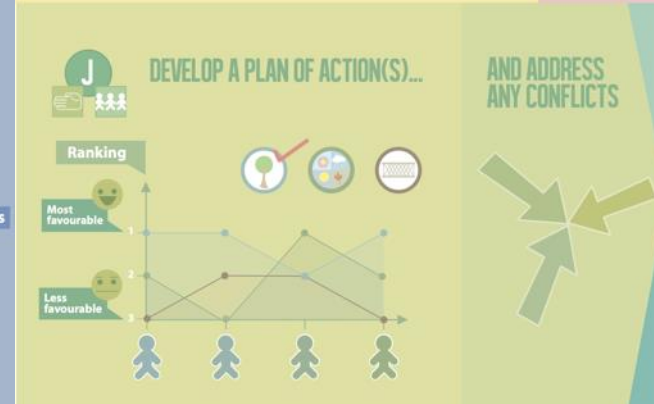 J
DEVELOP A PLAN OF ACTION(S)...
AND ADDRESS
ANY CONFLICTS
Ranking
Most
favourable
1
2
Less
favourable
3
s